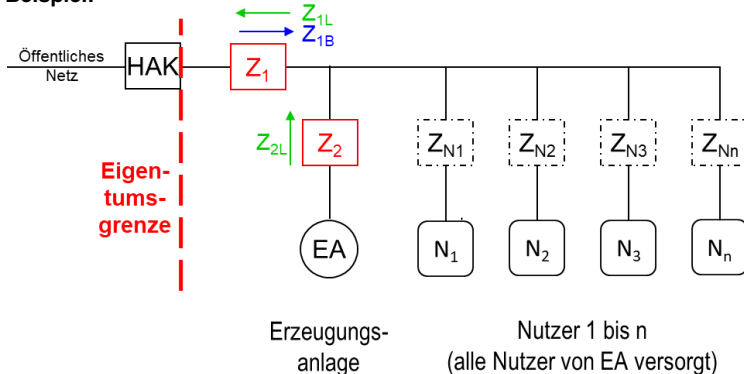 Beispiel:
Z1L
Z1B
Öffentliches
Netz
HAK
Z1
Z2L
Z2
ZN1
ZN2
ZN3
ZNn
Eigen-
tums-
grenze
EA
N1
N2
N3
Nn
Erzeugungs-
anlage
Nutzer 1 bis n
(alle Nutzer von EA versorgt)